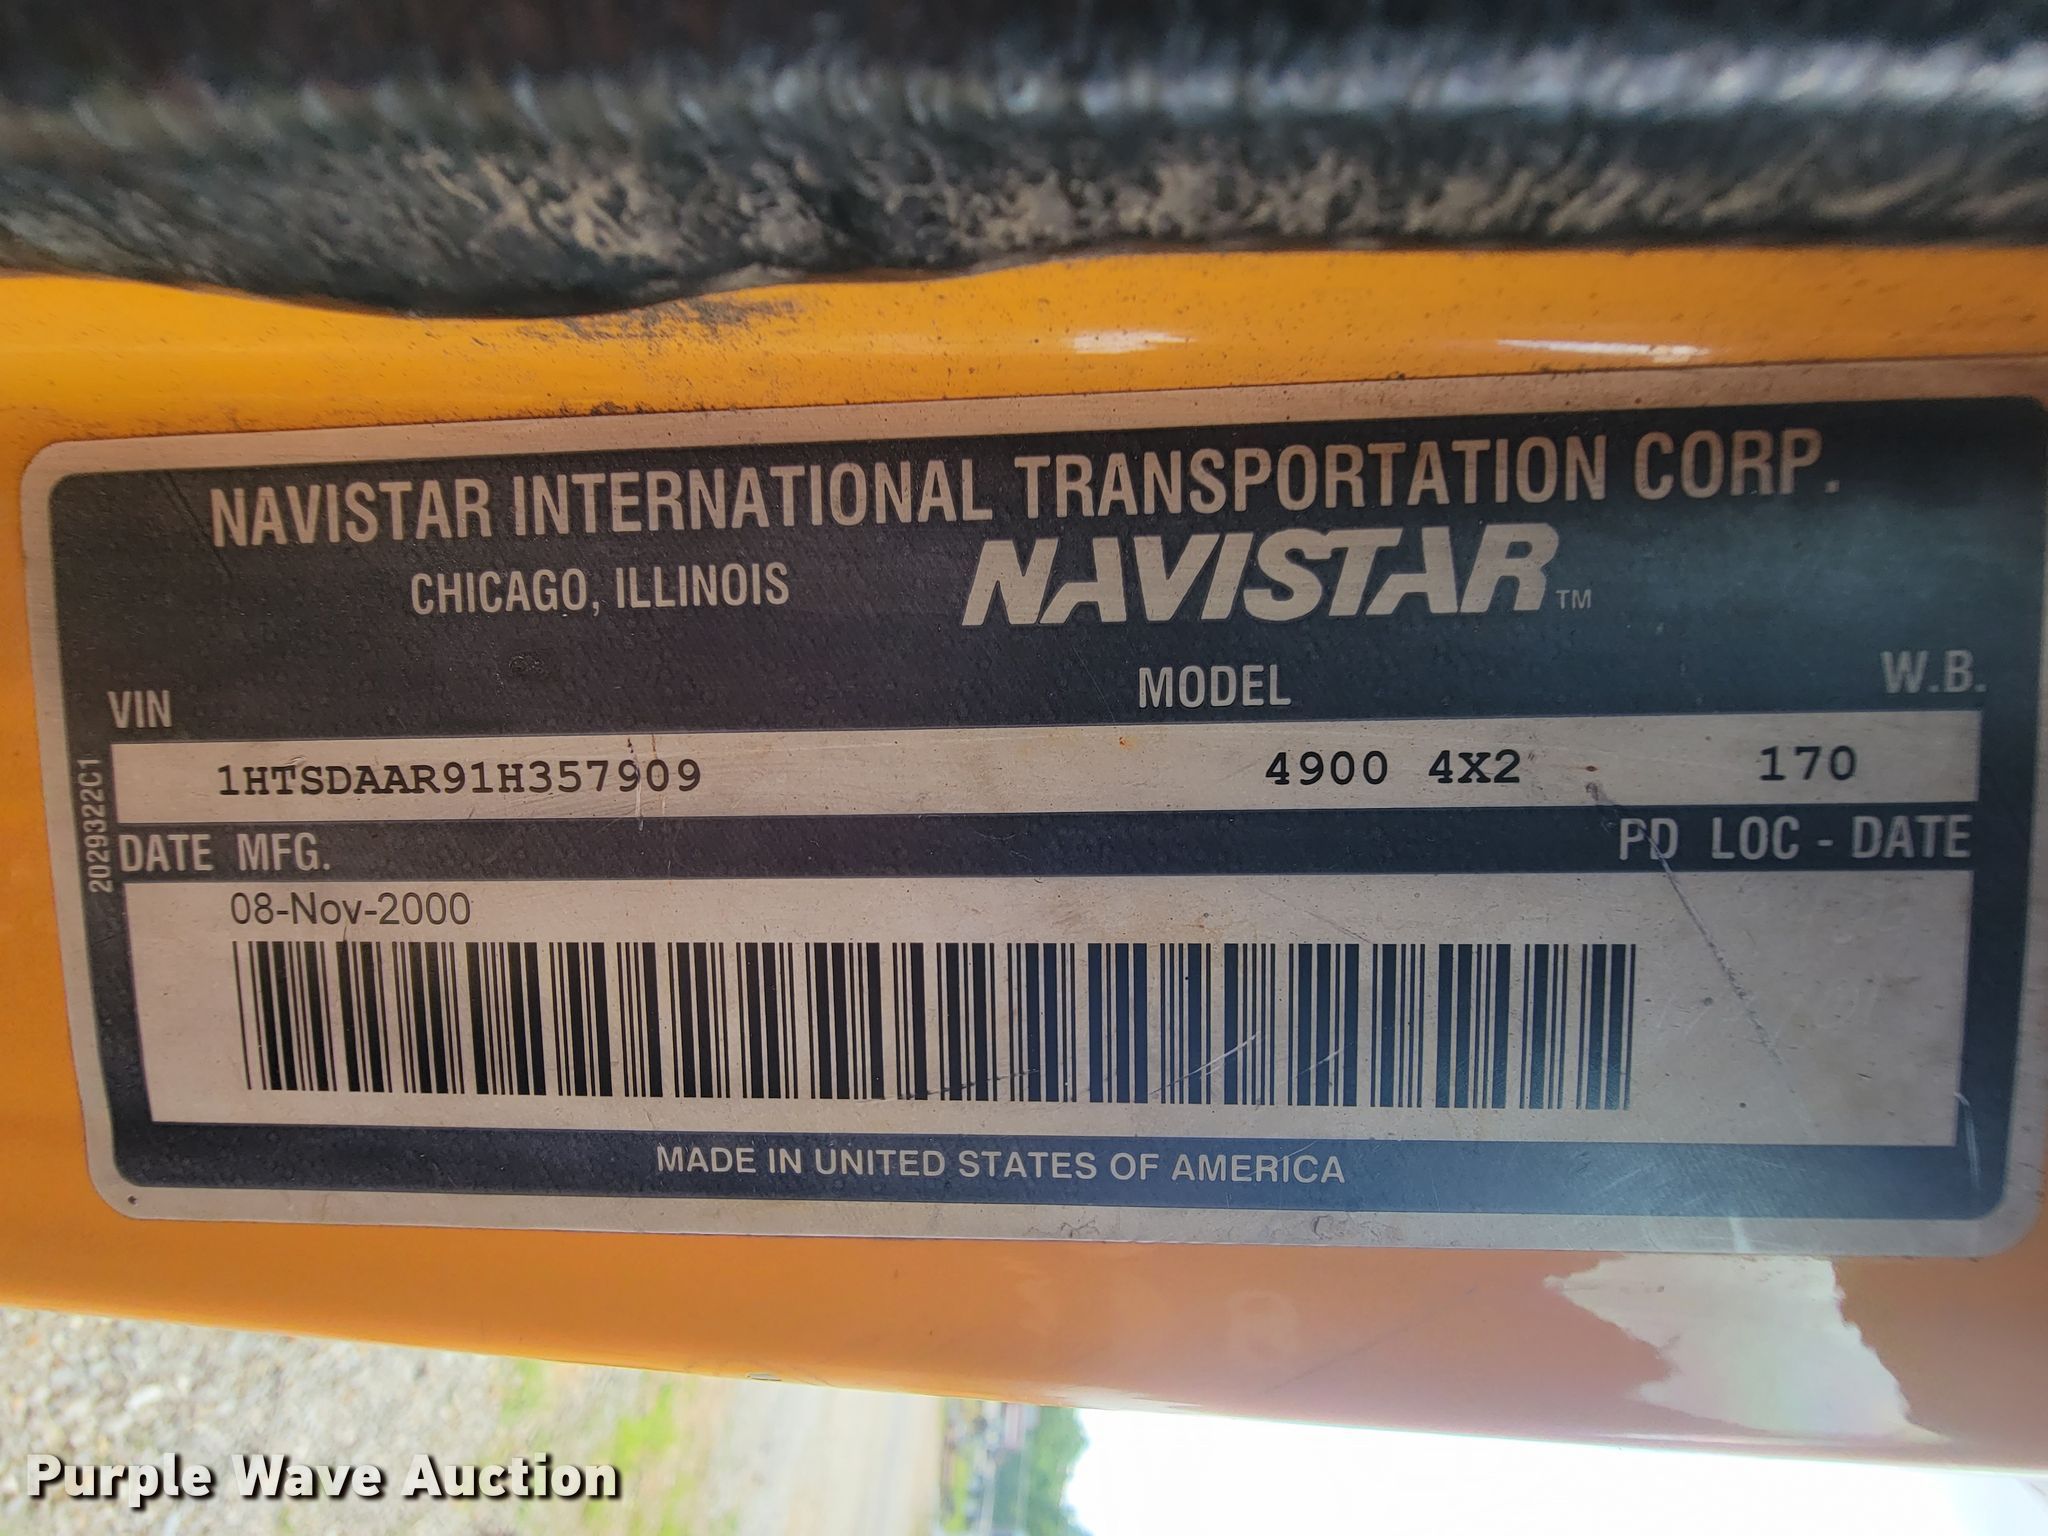 NAVISTAR INTERNATIONAL TRANSPORTATION CORP.
CHICAGO, ILLINOIS
NAVISTAR™
VIN
MODEL
W.B.
1HTSDAAR91H357909
4900 4X2
170
2029322C1
DATE MFG.
PD LOC - DATE
08-Nov-2000
MADE IN UNITED STATES OF AMERICA
Purple Wave Auction